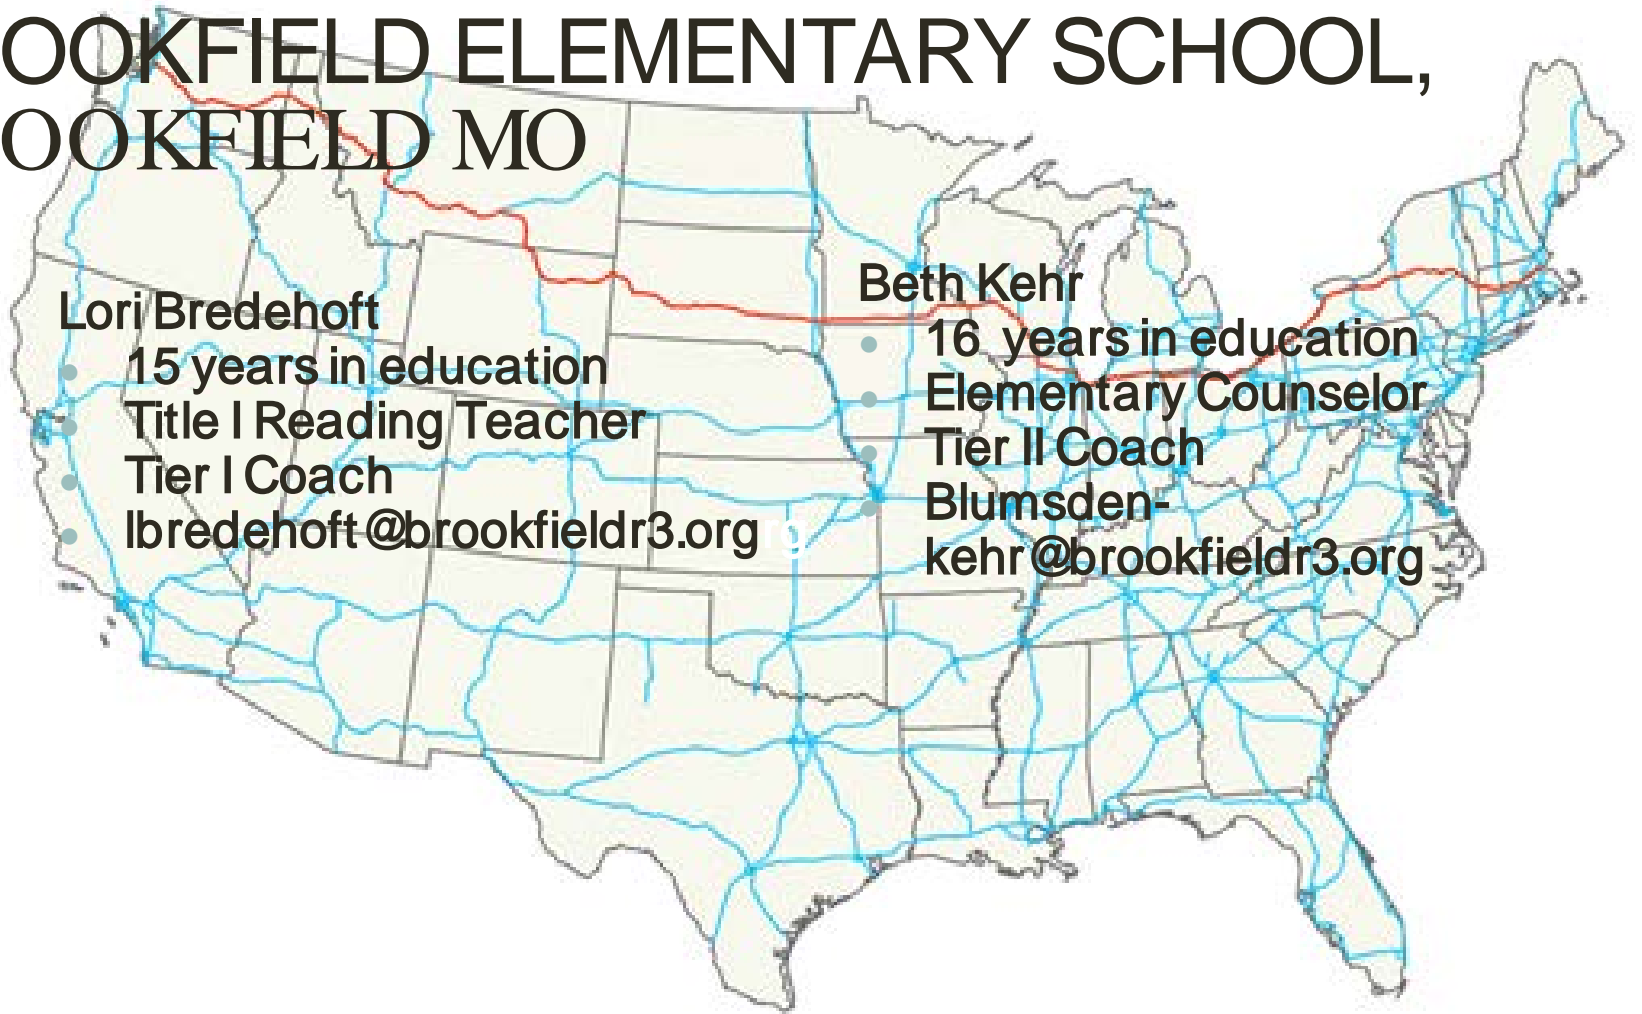 OOKFIELD ELEMENTARY SCHOOL,
OOKFIELD MO
Lori Bredehoft
15 years in education
Title I Reading Teacher
Tier I Coach
lbredehoft@brookfieldr3.org
rg
Beth Kehr
16 years in education
Elementary Counselor
Tier II Coach
Blumsden-
kehr@brookfieldr3.org